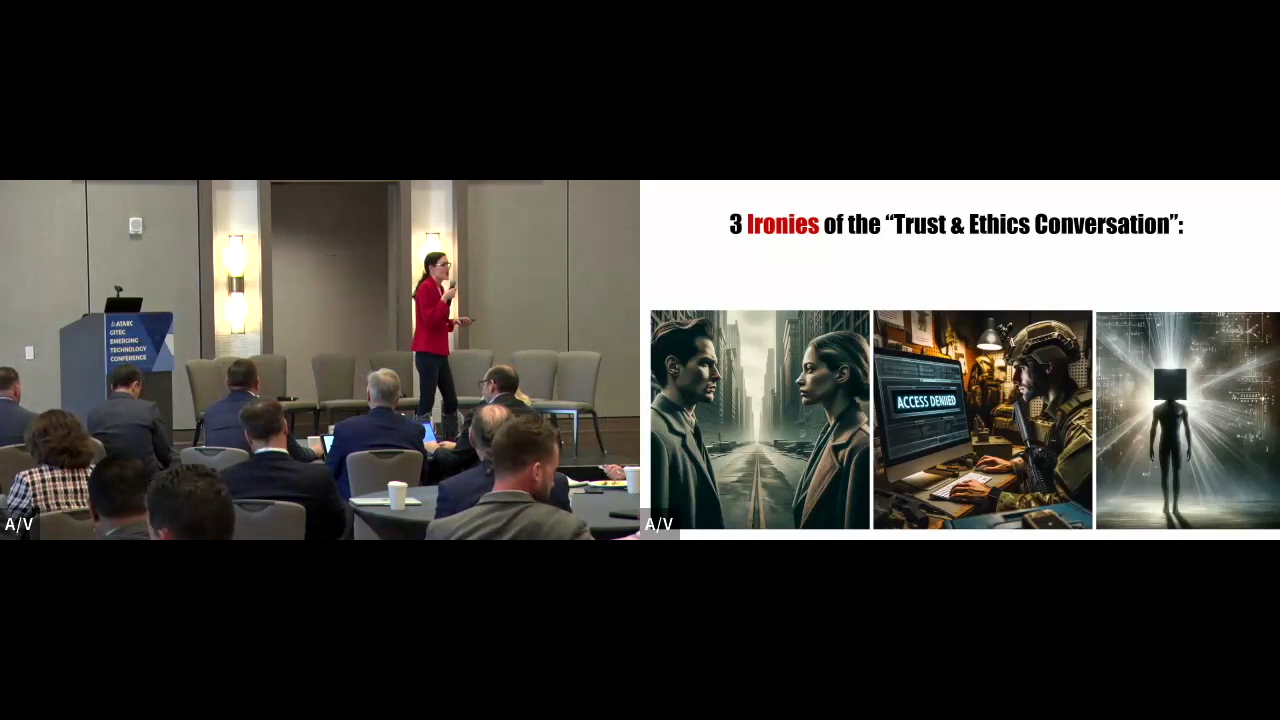 ATARC
GITEC
EMERGING
TECHNOLOGY
CONFERENCE
A/V
3 Ironies of the “Trust & Ethics Conversation”:
ACCESS DENIED
A/V